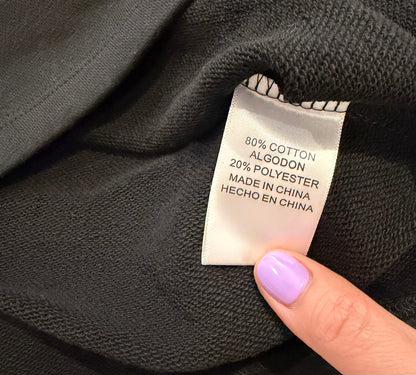 80% COTTON
ALGODON
20% POLYESTER
MADE IN CHINA
HECHO EN CHINA